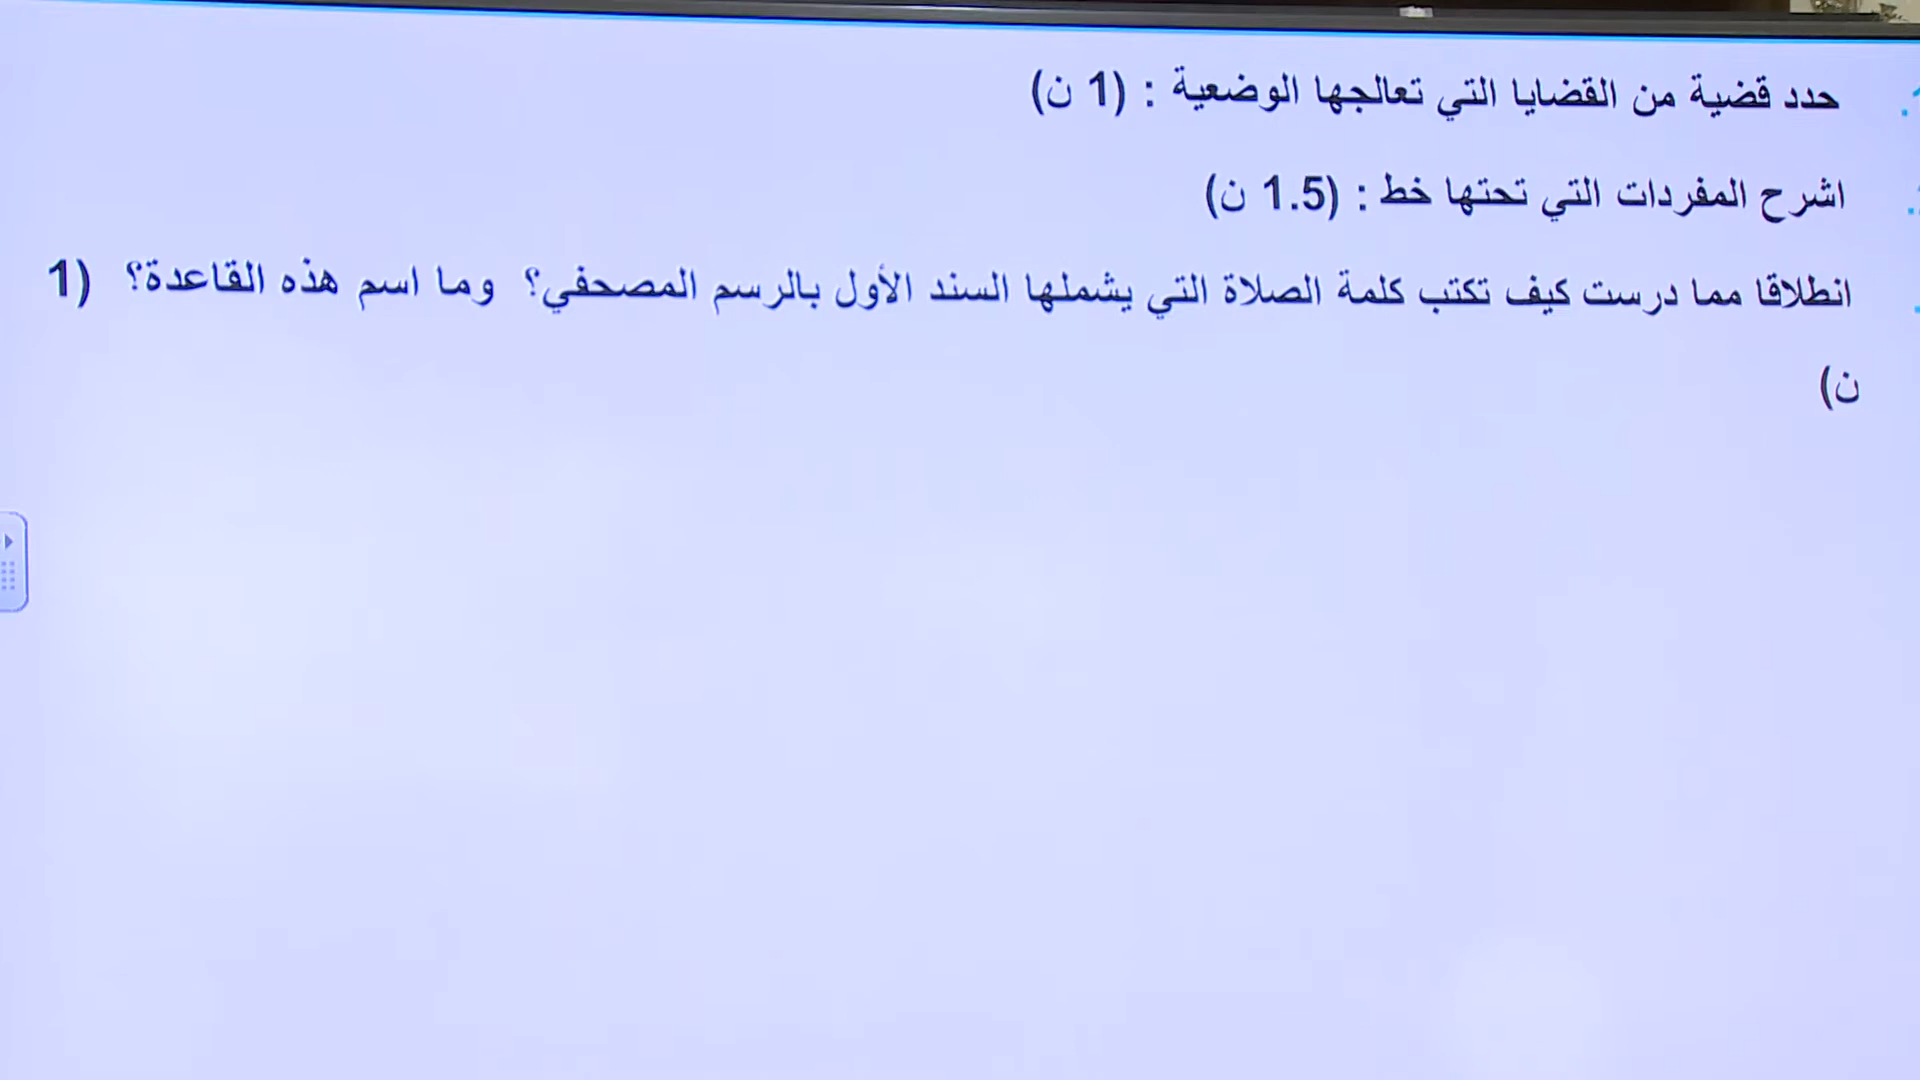 حدد قضية من القضايا التي تعالجها الوضعية : (1 ن)
اشرح المفردات التي تحتها خط : (1.5 ن)
انطلاقا مما درست كيف تكتب كلمة الصلاة التي يشملها السند الأول بالرسم المصحفي؟ وما اسم هذه القاعدة؟ (1
ن)